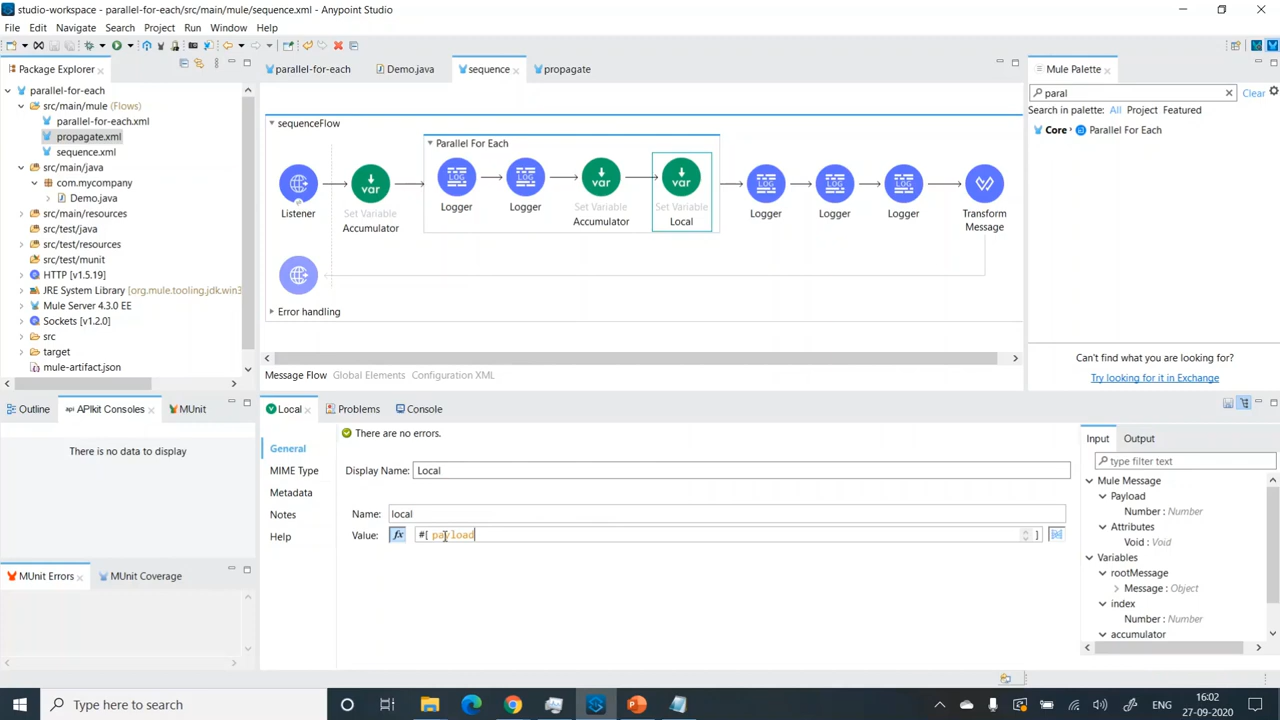 studio-workspace - parallel-for-each/src/main/mule/sequence.xml - Anypoint Studio
File Edit Navigate Search Project Run Window Help
Package Explorer
parallel-for-each
src/main/mule (Flows)
parallel-for-each.xml
propagate.xml
sequence.xml
src/main/java
com.mycompany
Demo.java
src/main/resources
src/test/java
src/test/resources
src/test/munit
HTTP [v1.5.19]
JRE System Library [org.mule.tooling.jdk.win3
Mule Server 4.3.0 EE
Sockets [v1.2.0]
src
target
mule-artifact.json
parallel-for-each Demo.java sequence propagate
sequenceFlow
Parallel For Each
LOG LOG var var
var LOG LOG LOG
Listener
Set Variable
Accumulator
Logger
Logger
Set Variable
Accumulator
Set Variable
Local
Logger
Logger
Logger
Transform
Message
Error handling
Message Flow Global Elements Configuration XML
Mule Palette
paral
Clear
Search in palette: All Project Featured
Core Parallel For Each
Can't find what you are looking for?
Try looking for it in Exchange
Outline API APIkit Consoles MUnit
There is no data to display
MUnit Errors MUnit Coverage
Local Problems Console
General
MIME Type
Metadata
Notes
Help
There are no errors.
Display Name: Local
Name: local
Value: fx #[ payload ]
Input Output
type filter text
Mule Message
Payload
Number : Number
Attributes
Void : Void
Variables
rootMessage
Message : Object
index
Number : Number
accumulator
Type here to search
16:02
27-09-2020